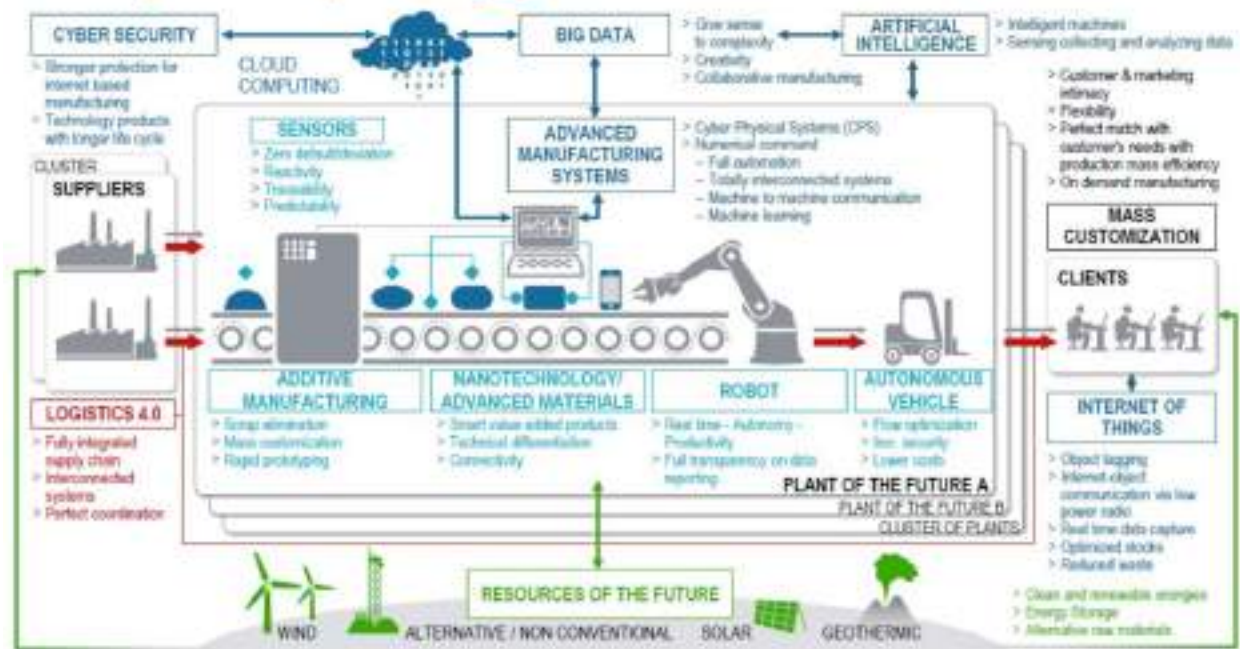 CYBER SECURITY
> Stronger protection for
internet based
manufacturing
> Technology products
with longer life cycle
CLOUD
COMPUTING
BIG DATA
> Give sense
to complexity
> Creativity
> Collaborative manufacturing
ARTIFICIAL
INTELLIGENCE
> Intelligent machines
> Sensing collecting and analyzing data
> Customer & marketing
intimacy
> Flexibility
> Perfect match with
customer's needs with
production mass efficiency
> On demand manufacturing
MASS
CUSTOMIZATION
CLUSTER
SUPPLIERS
SENSORS
> Zero default/deviation
> Reactivity
> Traceability
> Predictability
ADVANCED
MANUFACTURING
SYSTEMS
> Cyber Physical Systems (CPS)
> Numerical command
– Full automation
– Totally interconnected systems
– Machine to machine communication
– Machine learning
CLIENTS
LOGISTICS 4.0
> Fully integrated
supply chain
> Interconnected
systems
> Perfect coordination
ADDITIVE
MANUFACTURING
> Scrap elimination
> Mass customization
> Rapid prototyping
NANOTECHNOLOGY/
ADVANCED MATERIALS
> Smart value added products
> Technical differentiation
> Connectivity
ROBOT
> Real time – Autonomy –
Productivity
> Full transparency on data
reporting
AUTONOMOUS
VEHICLE
> Flow optimization
> Incr. security
> Lower costs
INTERNET OF
THINGS
> Object tagging
> Internet-object
communication via low
power radio
> Real time data capture
> Optimized stocks
> Reduced waste
PLANT OF THE FUTURE A
PLANT OF THE FUTURE B
CLUSTER OF PLANTS
RESOURCES OF THE FUTURE
WIND
ALTERNATIVE / NON CONVENTIONAL
SOLAR
GEOTHERMIC
> Clean and renewable energies
> Energy Storage
> Alternative raw materials